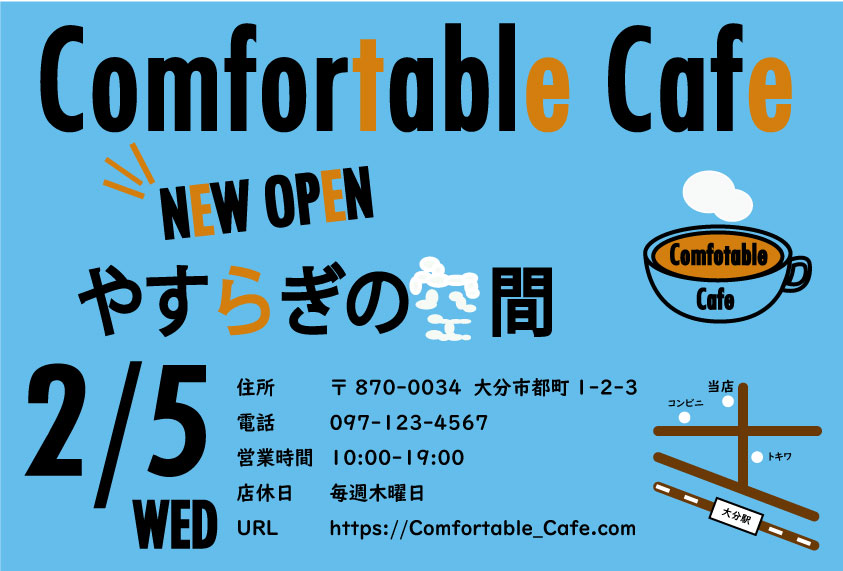 Comfortable Cafe
NEW OPEN
やすらぎの空間
Comfotable
Cafe
2/5
WED
住所 〒870-0034 大分市都町1-2-3
電話 097-123-4567
営業時間 10:00-19:00
店休日 毎週木曜日
URL https://Comfortable_Cafe.com
当店
コンビニ
トキワ
大分駅